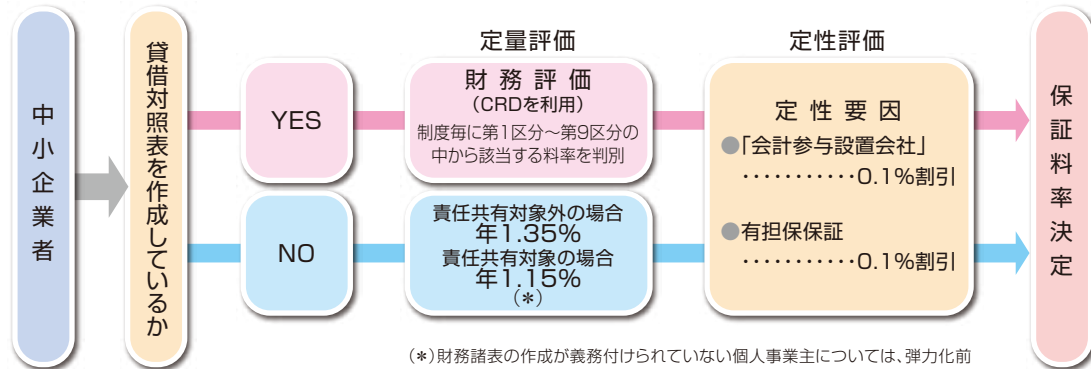 中小企業者
貸借対照表を作成しているか
YES
NO
定量評価
財務評価
(CRDを利用)
制度毎に第1区分～第9区分の
中から該当する料率を判別
責任共有対象外の場合
年1.35%
責任共有対象の場合
年1.15%
(*)
定性評価
定性要因
●「会計参与設置会社」
‥‥‥‥‥‥0.1%割引
●有担保保証
‥‥‥‥‥‥0.1%割引
保証料率決定
(*)財務諸表の作成が義務付けられていない個人事業主については、弾力化前